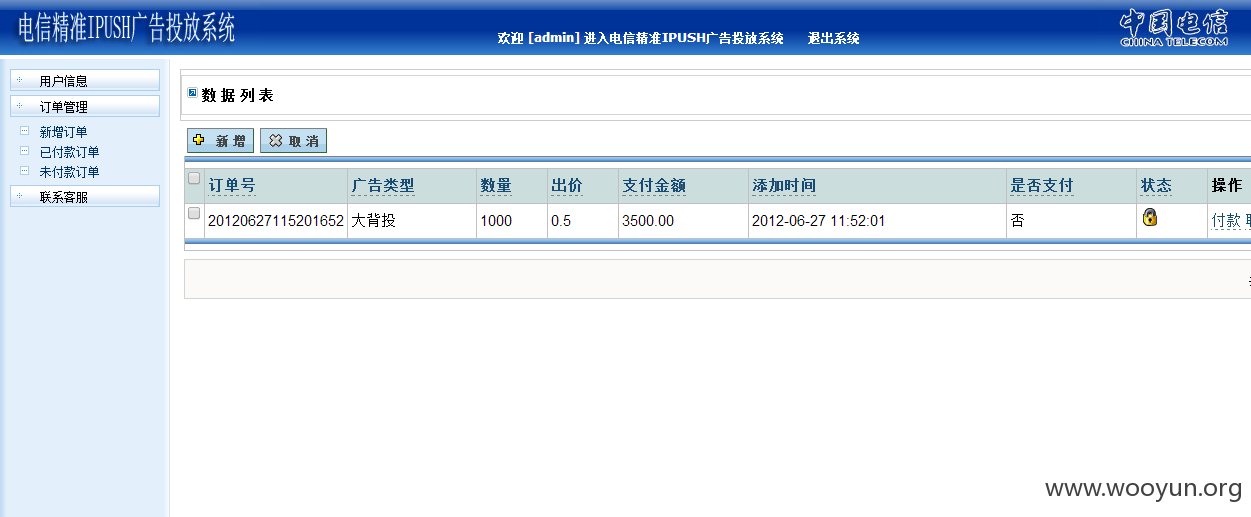 电信精准IPUSH广告投放系统
欢迎 [admin] 进入电信精准IPUSH广告投放系统 退出系统
中国电信
CHINA TELECOM
用户信息
订单管理
新增订单
已付款订单
未付款订单
联系客服
数据列表
新增 取消
订单号 广告类型 数量 出价 支付金额 添加时间 是否支付 状态 操作
20120627115201652 大背投 1000 0.5 3500.00 2012-06-27 11:52:01 否 付款
www.wooyun.org